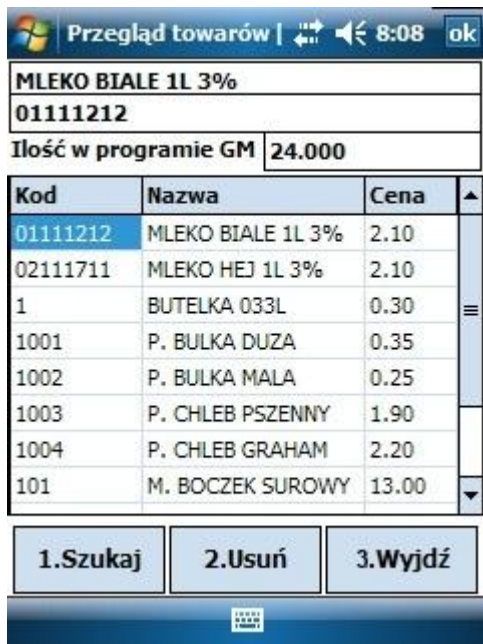 Przegląd towarów | 8:08 ok
MLEKO BIALE 1L 3%
01111212
Ilość w programie GM 24.000
Kod Nazwa Cena
01111212 MLEKO BIALE 1L 3% 2.10
02111711 MLEKO HEJ 1L 3% 2.10
1 BUTELKA 033L 0.30
1001 P. BULKA DUZA 0.35
1002 P. BULKA MALA 0.25
1003 P. CHLEB PSZENNY 1.90
1004 P. CHLEB GRAHAM 2.20
101 M. BOCZEK SUROWY 13.00
1.Szukaj 2.Usuń 3.Wyjdź